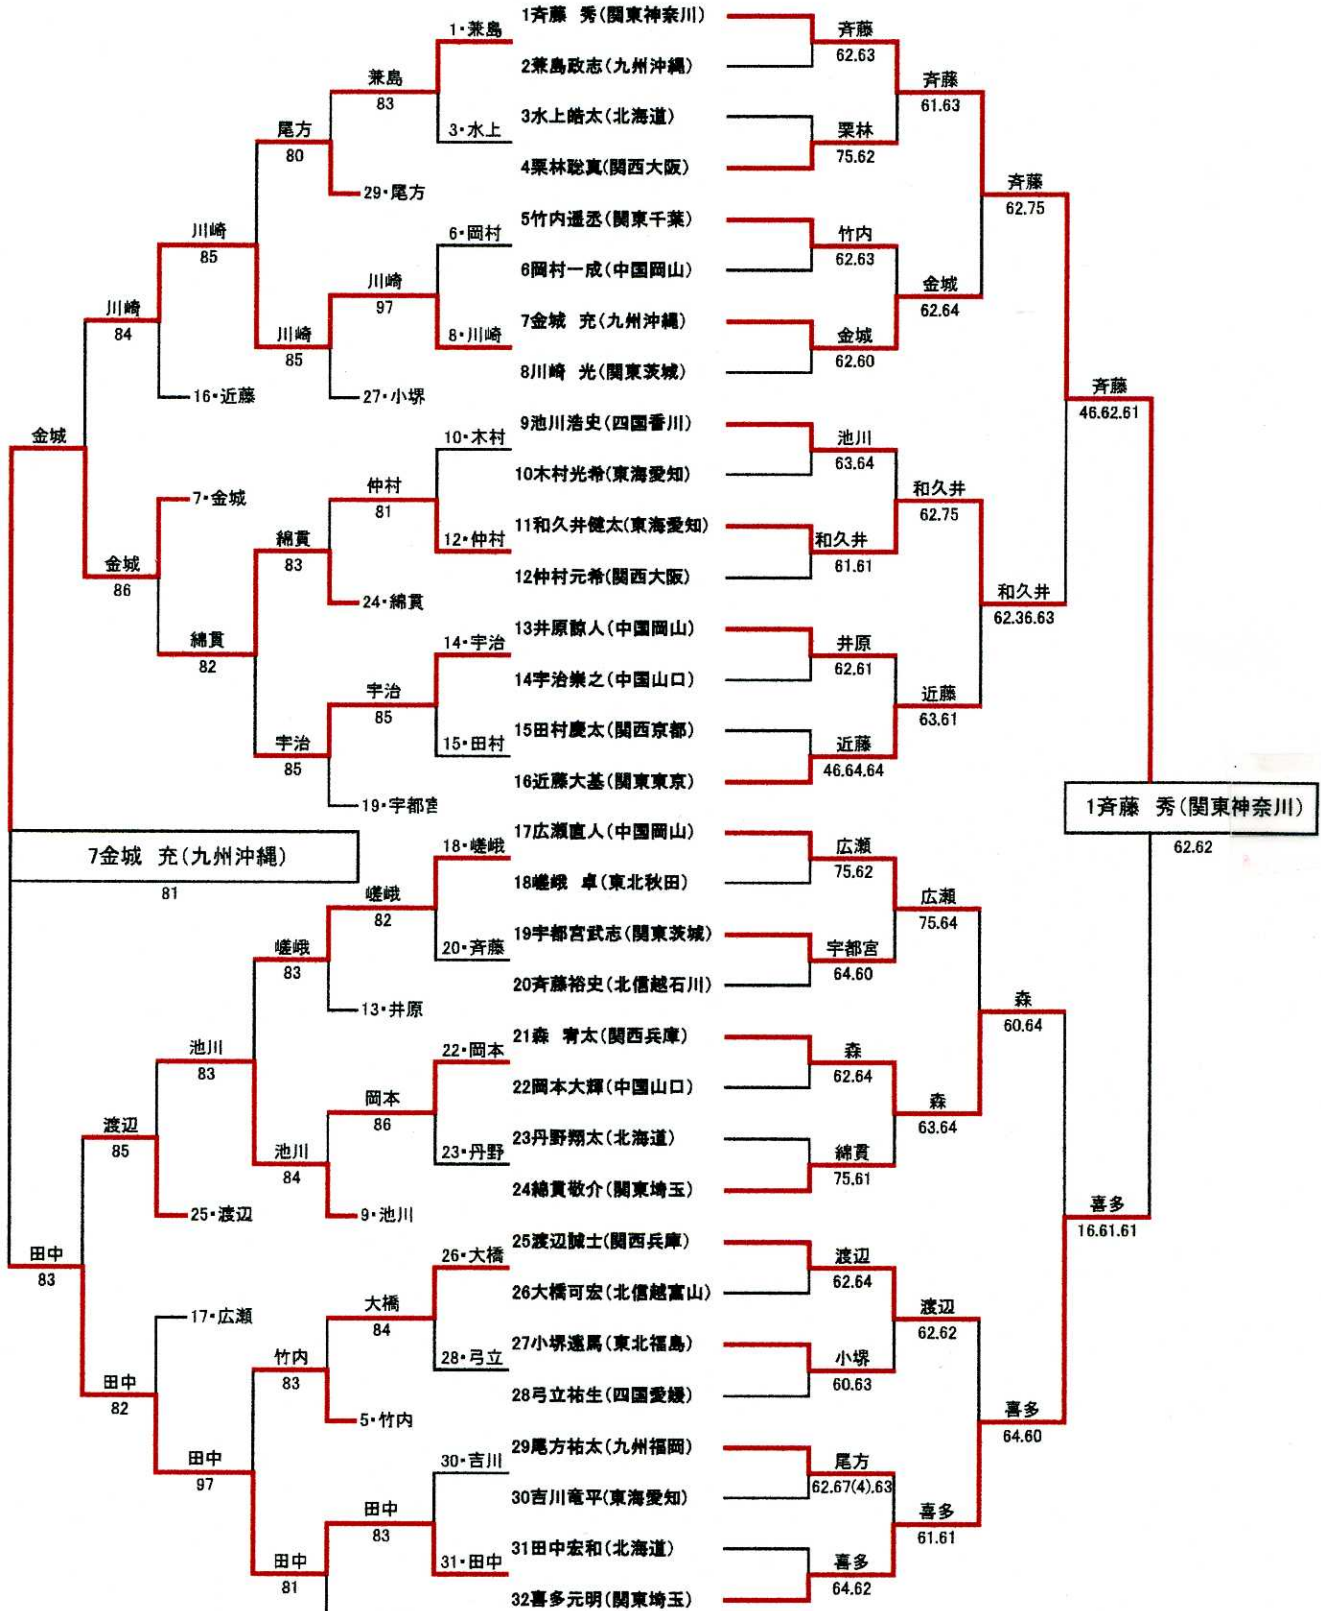 1斉藤 秀(関東神奈川)
1・兼島
斉藤
62.63
2兼島政志(九州沖縄)
兼島
83
斉藤
61.63
3水上皓太(北海道)
尾方
80
3・水上
栗林
75.62
4栗林聡真(関西大阪)
29・尾方
斉藤
62.75
5竹内遥丞(関東千葉)
川崎
85
6・岡村
竹内
62.63
6岡村一成(中国岡山)
川崎
97
金城
62.64
川崎
84
7金城 充(九州沖縄)
川崎
85
8・川崎
金城
62.60
8川崎 光(関東茨城)
16・近藤
27・小堺
斉藤
46.62.61
9池川浩史(四国香川)
金城
10・木村
池川
63.64
10木村光希(東海愛知)
7・金城
仲村
81
和久井
62.75
11和久井健太(東海愛知)
綿貫
83
12・仲村
和久井
61.61
金城
86
12仲村元希(関西大阪)
24・綿貫
和久井
62.36.63
13井原諒人(中国岡山)
綿貫
82
14・宇治
井原
62.61
14宇治崇之(中国山口)
宇治
85
近藤
63.61
15田村慶太(関西京都)
宇治
85
15・田村
近藤
46.64.64
16近藤大基(関東東京)
19・宇都宮
1斉藤 秀(関東神奈川)
62.62
17広瀬直人(中国岡山)
7金城 充(九州沖縄)
81
18・嵯峨
広瀬
75.62
18嵯峨 卓(東北秋田)
嵯峨
82
広瀬
75.64
19宇都宮武志(関東茨城)
嵯峨
83
20・斉藤
宇都宮
64.60
20斉藤裕史(北信越石川)
13・井原
森
60.64
21森 宥太(関西兵庫)
池川
83
22・岡本
森
62.64
22岡本大輝(中国山口)
岡本
86
森
63.64
渡辺
85
23丹野翔太(北海道)
池川
84
23・丹野
綿貫
75.61
24綿貫敬介(関東埼玉)
25・渡辺
9・池川
喜多
16.61.61
25渡辺誠士(関西兵庫)
田中
83
26・大橋
渡辺
62.64
26大橋可宏(北信越富山)
17・広瀬
大橋
84
渡辺
62.62
27小堺遼馬(東北福島)
竹内
83
28・弓立
小堺
60.63
田中
82
28弓立祐生(四国愛媛)
5・竹内
喜多
64.60
29尾方祐太(九州福岡)
田中
97
30・吉川
尾方
62.67(4).63
30吉川竜平(東海愛知)
田中
83
喜多
61.61
31田中宏和(北海道)
田中
81
31・田中
喜多
64.62
32喜多元明(関東埼玉)